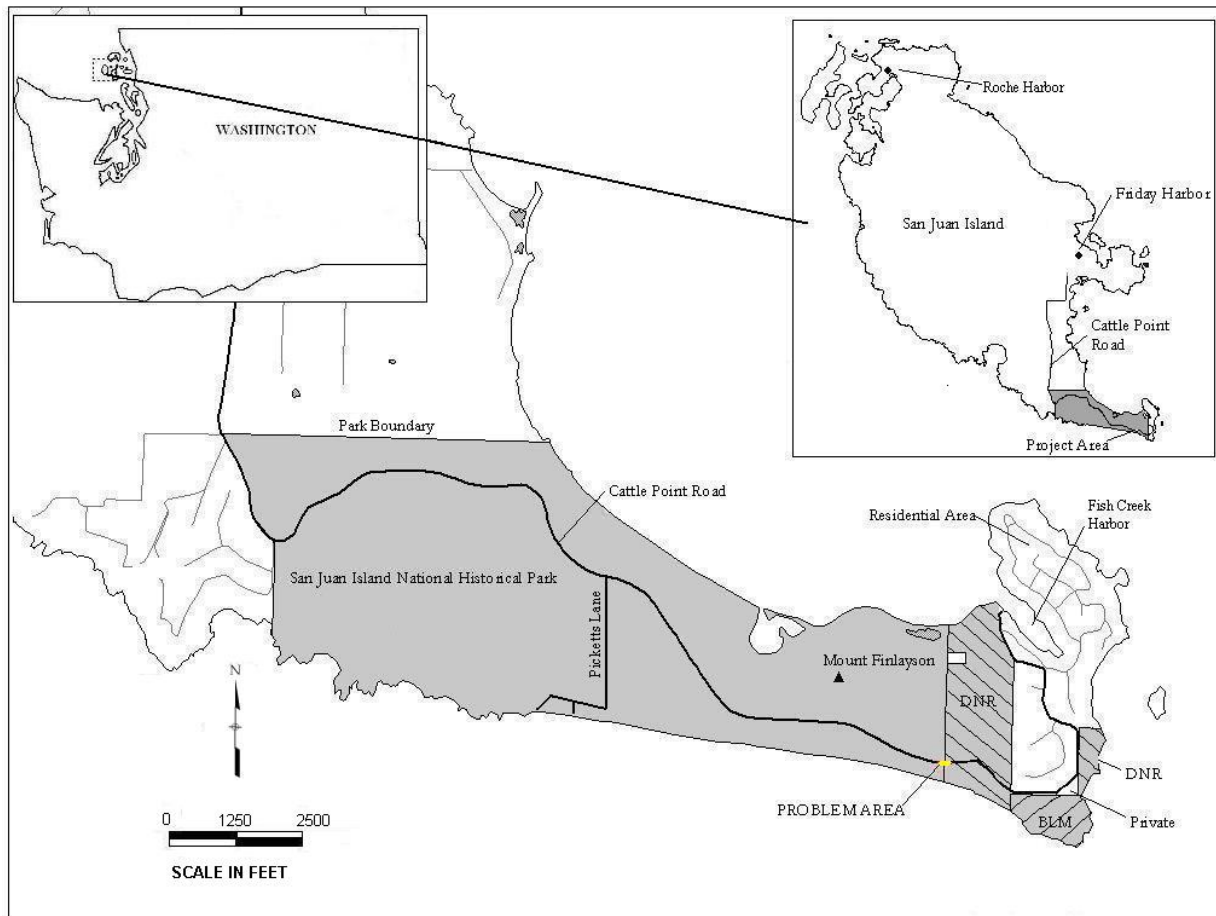 WASHINGTON
Roche Harbor
Friday Harbor
San Juan Island
Cattle Point
Road
Project Area
Park Boundary
Cattle Point Road
Residential Area
Fish Creek
Harbor
San Juan Island National Historical Park
Picketts Lane
Mount Finlayson
DNR
DNR
PROBLEM AREA
BLM
Private
N
0 1250 2500
SCALE IN FEET